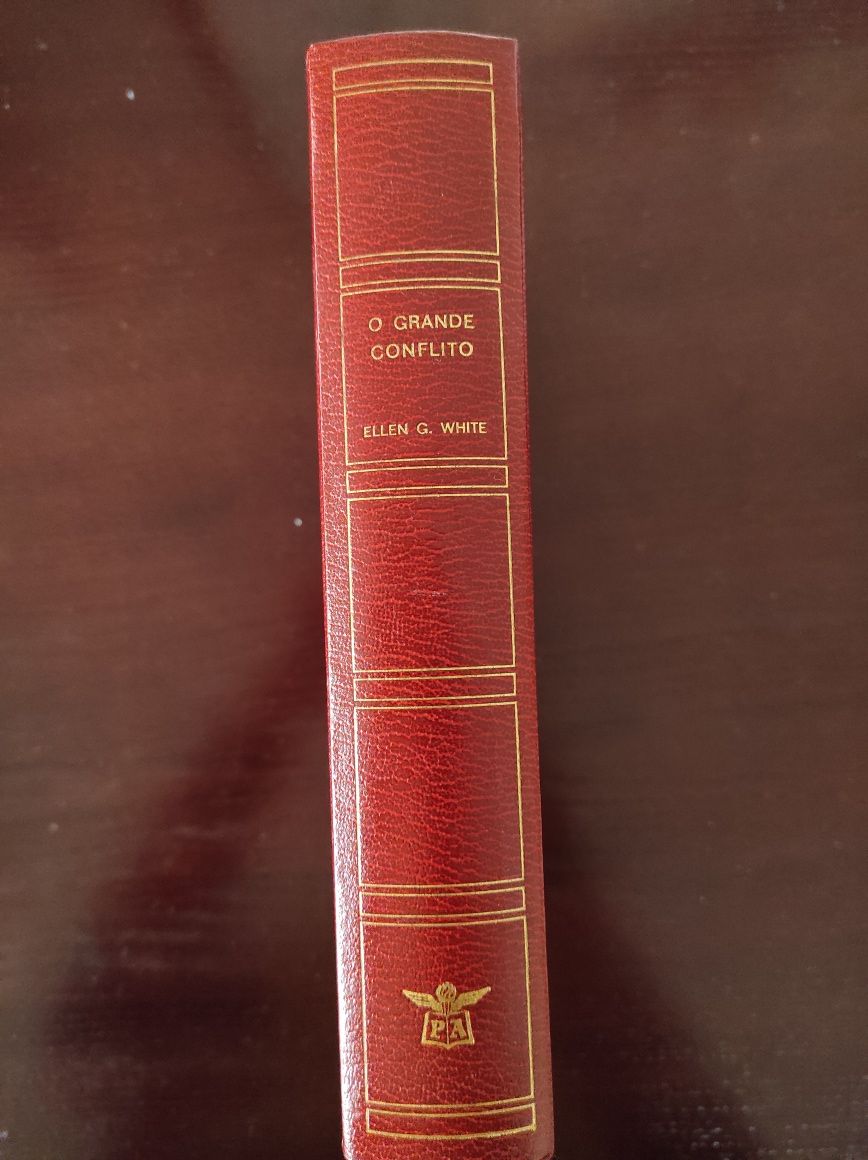 O GRANDE
CONFLITO
ELLEN G. WHITE
PA